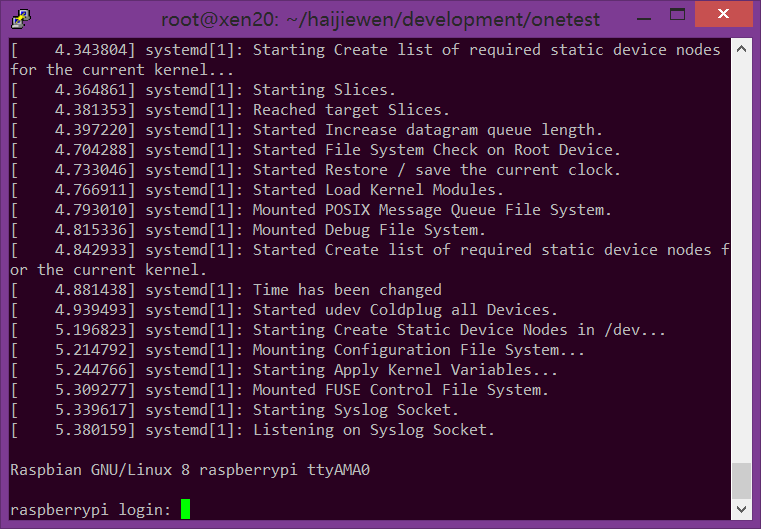 root@xen20: ~/haijiewen/development/onetest
[    4.343804] systemd[1]: Starting Create list of required static device nodes
for the current kernel...
[    4.364861] systemd[1]: Starting Slices.
[    4.381353] systemd[1]: Reached target Slices.
[    4.397220] systemd[1]: Started Increase datagram queue length.
[    4.704288] systemd[1]: Started File System Check on Root Device.
[    4.733046] systemd[1]: Started Restore / save the current clock.
[    4.766911] systemd[1]: Started Load Kernel Modules.
[    4.793010] systemd[1]: Mounted POSIX Message Queue File System.
[    4.815336] systemd[1]: Mounted Debug File System.
[    4.842933] systemd[1]: Started Create list of required static device nodes f
or the current kernel.
[    4.881438] systemd[1]: Time has been changed
[    4.939493] systemd[1]: Started udev Coldplug all Devices.
[    5.196823] systemd[1]: Starting Create Static Device Nodes in /dev...
[    5.214792] systemd[1]: Mounting Configuration File System...
[    5.244766] systemd[1]: Starting Apply Kernel Variables...
[    5.309277] systemd[1]: Mounted FUSE Control File System.
[    5.339617] systemd[1]: Starting Syslog Socket.
[    5.380159] systemd[1]: Listening on Syslog Socket.
Raspbian GNU/Linux 8 raspberrypi ttyAMA0
raspberrypi login: